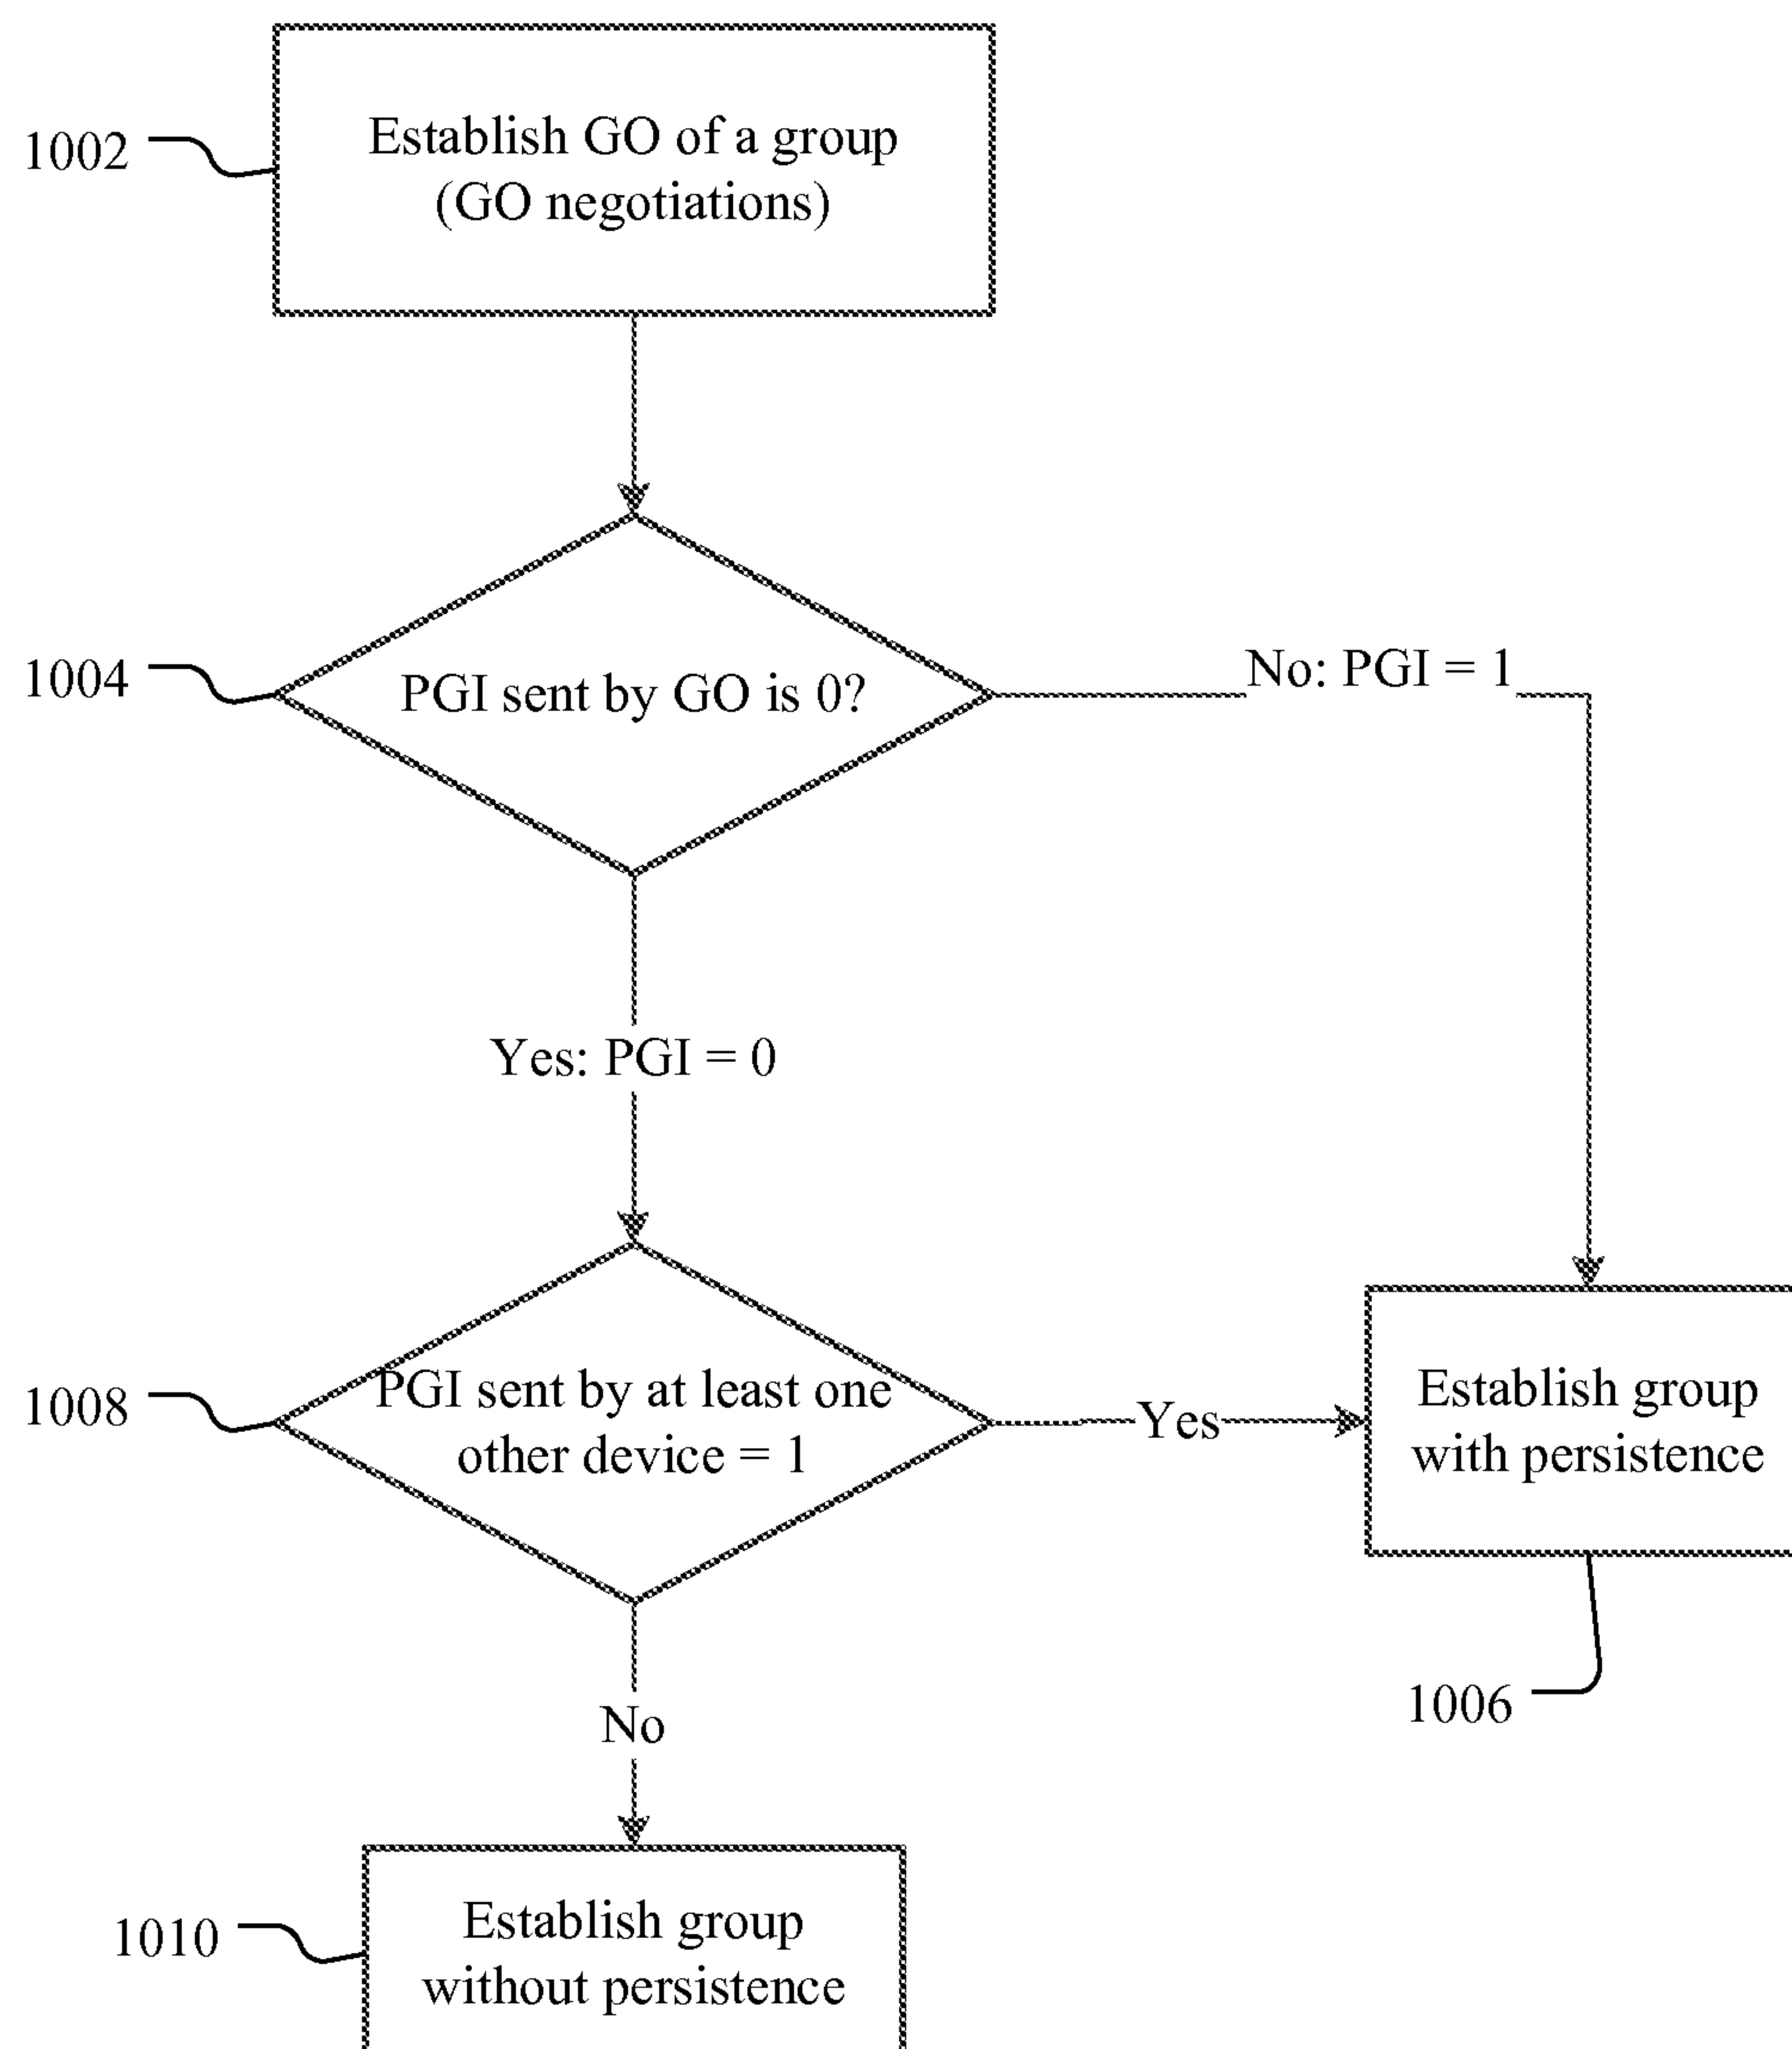 1002
Establish GO of a group
(GO negotiations)
1004
PGI sent by GO is 0?
No: PGI = 1
Yes: PGI = 0
1008
PGI sent by at least one
other device = 1
Yes
Establish group
with persistence
1006
No
1010
Establish group
without persistence